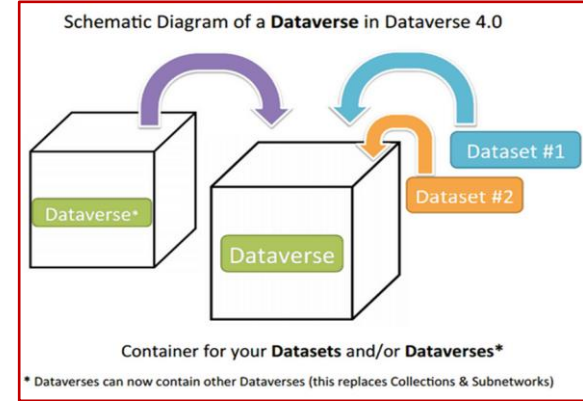 Schematic Diagram of a Dataverse in Dataverse 4.0
Dataset #1
Dataset #2
Dataverse*
Dataverse
Container for your Datasets and/or Dataverses*
* Dataverses can now contain other Dataverses (this replaces Collections & Subnetworks)